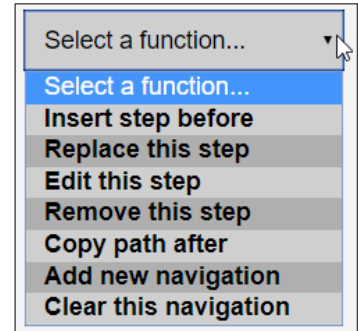 Select a function...
Select a function...
Insert step before
Replace this step
Edit this step
Remove this step
Copy path after
Add new navigation
Clear this navigation